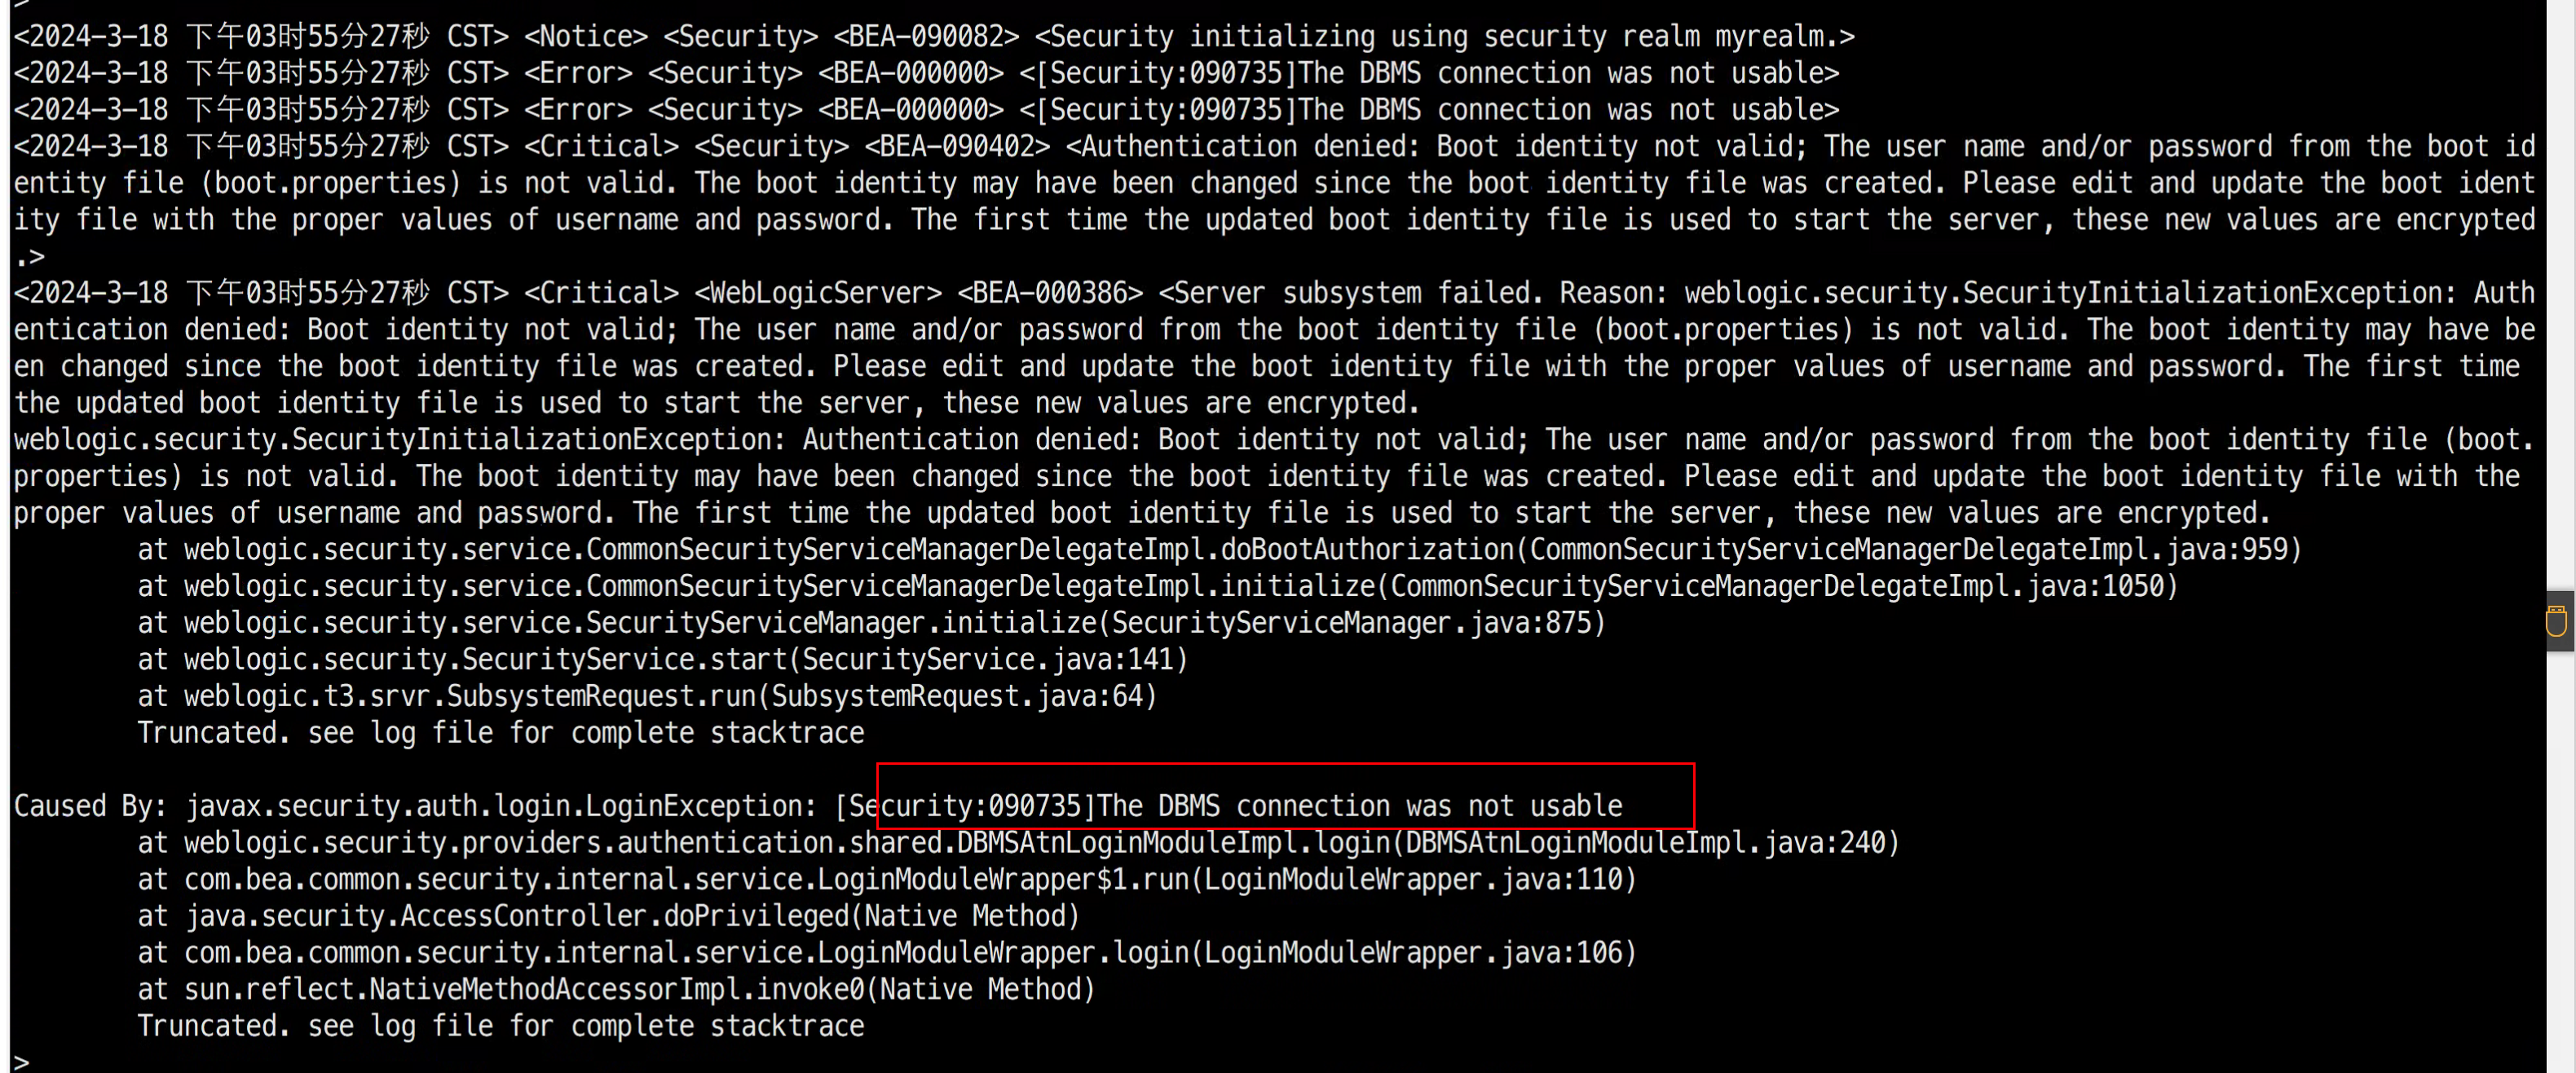 >
<2024-3-18 下午03时55分27秒 CST> <Notice> <Security> <BEA-090082> <Security initializing using security realm myrealm.>
<2024-3-18 下午03时55分27秒 CST> <Error> <Security> <BEA-000000> <[Security:090735]The DBMS connection was not usable>
<2024-3-18 下午03时55分27秒 CST> <Error> <Security> <BEA-000000> <[Security:090735]The DBMS connection was not usable>
<2024-3-18 下午03时55分27秒 CST> <Critical> <Security> <BEA-090402> <Authentication denied: Boot identity not valid; The user name and/or password from the boot id
entity file (boot.properties) is not valid. The boot identity may have been changed since the boot identity file was created. Please edit and update the boot ident
ity file with the proper values of username and password. The first time the updated boot identity file is used to start the server, these new values are encrypted
.>
<2024-3-18 下午03时55分27秒 CST> <Critical> <WebLogicServer> <BEA-000386> <Server subsystem failed. Reason: weblogic.security.SecurityInitializationException: Auth
entication denied: Boot identity not valid; The user name and/or password from the boot identity file (boot.properties) is not valid. The boot identity may have be
en changed since the boot identity file was created. Please edit and update the boot identity file with the proper values of username and password. The first time
the updated boot identity file is used to start the server, these new values are encrypted.
weblogic.security.SecurityInitializationException: Authentication denied: Boot identity not valid; The user name and/or password from the boot identity file (boot.
properties) is not valid. The boot identity may have been changed since the boot identity file was created. Please edit and update the boot identity file with the
proper values of username and password. The first time the updated boot identity file is used to start the server, these new values are encrypted.
at weblogic.security.service.CommonSecurityServiceManagerDelegateImpl.doBootAuthorization(CommonSecurityServiceManagerDelegateImpl.java:959)
at weblogic.security.service.CommonSecurityServiceManagerDelegateImpl.initialize(CommonSecurityServiceManagerDelegateImpl.java:1050)
at weblogic.security.service.SecurityServiceManager.initialize(SecurityServiceManager.java:875)
at weblogic.security.SecurityService.start(SecurityService.java:141)
at weblogic.t3.srvr.SubsystemRequest.run(SubsystemRequest.java:64)
Truncated. see log file for complete stacktrace
Caused By: javax.security.auth.login.LoginException: [Security:090735]The DBMS connection was not usable
at weblogic.security.providers.authentication.shared.DBMSAtnLoginModuleImpl.login(DBMSAtnLoginModuleImpl.java:240)
at com.bea.common.security.internal.service.LoginModuleWrapper$1.run(LoginModuleWrapper.java:110)
at java.security.AccessController.doPrivileged(Native Method)
at com.bea.common.security.internal.service.LoginModuleWrapper.login(LoginModuleWrapper.java:106)
at sun.reflect.NativeMethodAccessorImpl.invoke0(Native Method)
Truncated. see log file for complete stacktrace
>